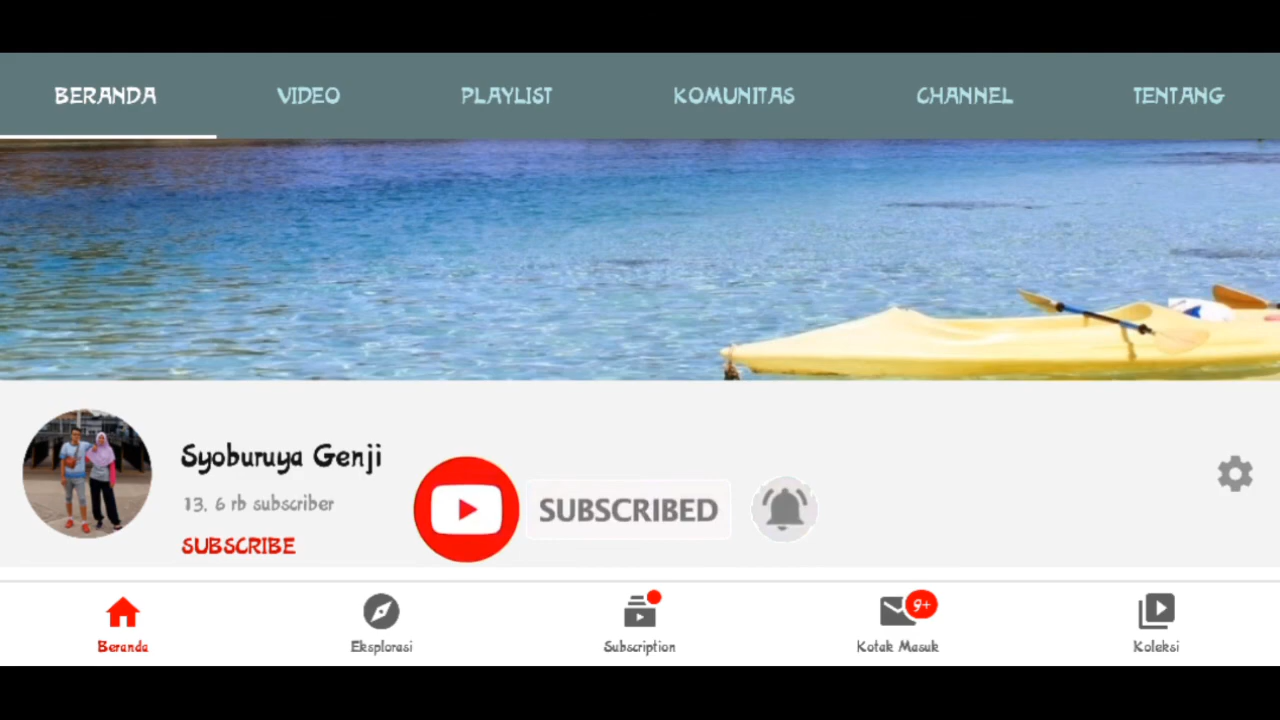 BERANDA VIDEO PLAYLIST KOMUNITAS CHANNEL TENTANG
Syoburuya Genji
13, 6 rb subscriber
SUBSCRIBED
SUBSCRIBE
9+
Beranda Eksplorasi Subscription Kotak Masuk Koleksi